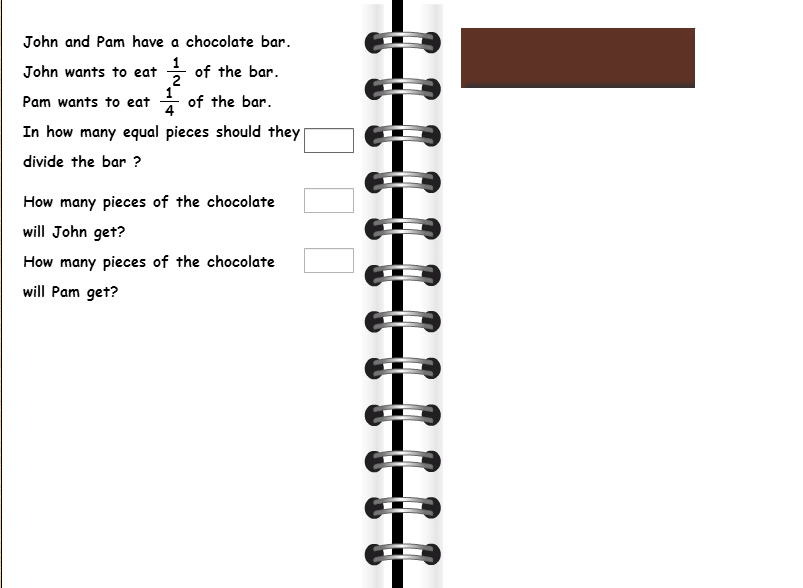 John and Pam have a chocolate bar.
John wants to eat 1/2 of the bar.
Pam wants to eat 1/4 of the bar.
In how many equal pieces should they
divide the bar ?
How many pieces of the chocolate
will John get?
How many pieces of the chocolate
will Pam get?